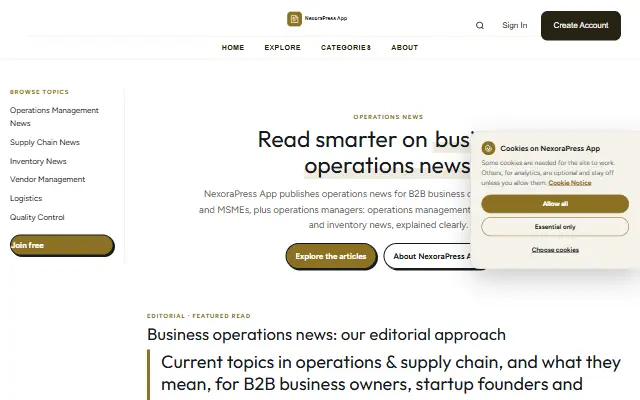 NexoraPress App
Sign In
Create Account
HOME
EXPLORE
CATEGORIES
ABOUT
BROWSE TOPICS
Operations Management
News
Supply Chain News
Inventory News
Vendor Management
Logistics
Quality Control
Join free
OPERATIONS NEWS
Read smarter on
operations news
NexoraPress App publishes operations news for B2B business
and MSMEs, plus operations managers: operations management
and inventory news, explained clearly.
Explore the articles
About NexoraPress
Cookies on NexoraPress App
Some cookies are needed for the site to work.
Others, for analytics, are optional and stay off
unless you allow them. Cookie Notice
Allow all
Essential only
Choose cookies
EDITORIAL · FEATURED READ
Business operations news: our editorial approach
Current topics in operations & supply chain, and what they
mean, for B2B business owners, startup founders and